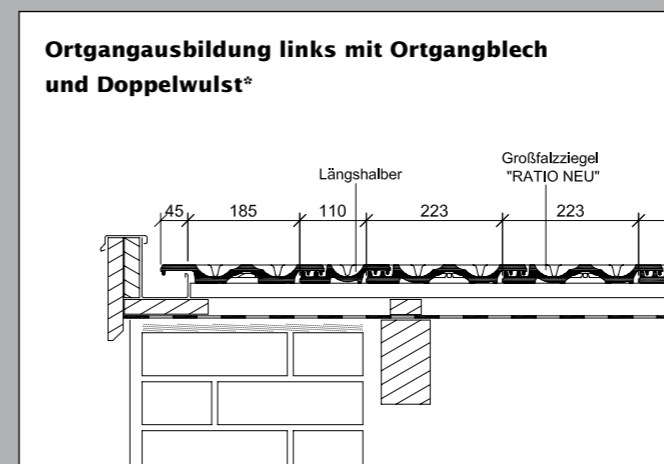 Ortgangausbildung links mit Ortgangblech
und Doppelwulst*
Großfalzziegel
Längshalber
"RATIO NEU"
45 185 110 223 223